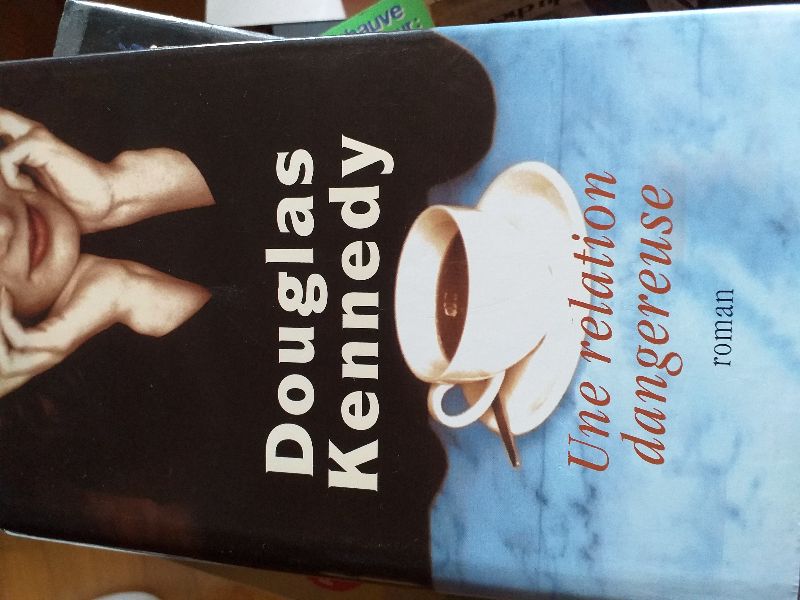 Douglas
Kennedy
Une relation
dangereuse
roman